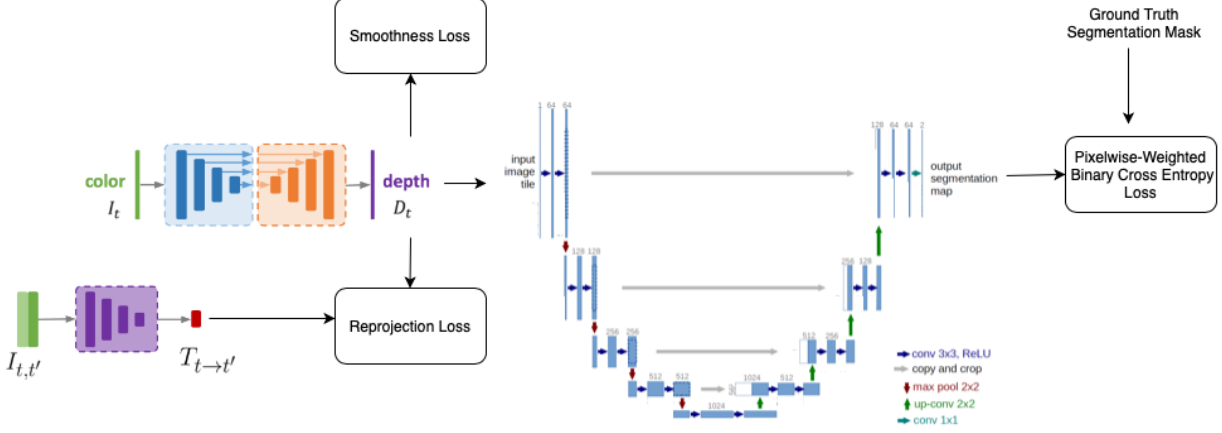 Ground Truth
Segmentation Mask
Smoothness Loss
1 64 64
128 64 64 2
input
image
tile
output
segmentation
map
Pixelwise-Weighted
Binary Cross Entropy
Loss
color
I_t
depth
D_t
128 128
256 128
Reprojection Loss
I_{t,t'}
T_{t→t'}
256 256
512 256
512 512
1024 512
1024
conv 3x3, ReLU
copy and crop
max pool 2x2
up-conv 2x2
conv 1x1